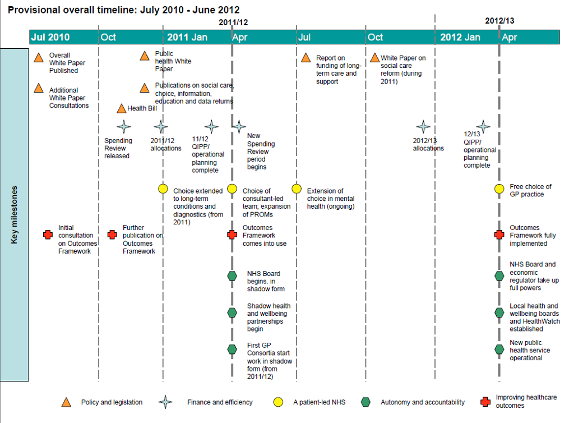 Provisional overall timeline: July 2010 - June 2012
2011/12
2012/13
Jul 2010
Oct
2011 Jan
Apr
Jul
Oct
2012 Jan
Apr
Key milestones
Overall
White Paper
Published
Public
health White
Paper
Report on
funding of long-
term care and
support
White Paper on
social care
reform (during
2011)
Additional
White Paper
Consultations
Publications on social care,
choice, information,
education and data returns
Health Bill
Spending
Review
released
2011/12
allocations
11/12
QIPP/
operational
planning
complete
New
Spending
Review
period
begins
2012/13
allocations
12/13
QIPP/
operational
planning complete
Choice extended
to long-term
conditions and
diagnostics (from
2011)
Choice of
consultant-led
team, expansion
of PROMs
Extension of
choice in mental
health (ongoing)
Free choice of
GP practice
Initial
consultation
on Outcomes
Framework
Further
publication on
Outcomes
Framework
Outcomes
Framework
comes into use
Outcomes
Framework fully
implemented
NHS Board
begins, in
shadow form
NHS Board and
economic
regulator take up
full powers
Shadow health
and wellbeing
partnerships
begin
Local health and
wellbeing boards
and HealthWatch
established
First GP
Consortia start
work in shadow
form (from
2011/12)
New public
health service
operational
Policy and legislation
Finance and efficiency
A patient-led NHS
Autonomy and accountability
Improving healthcare
outcomes